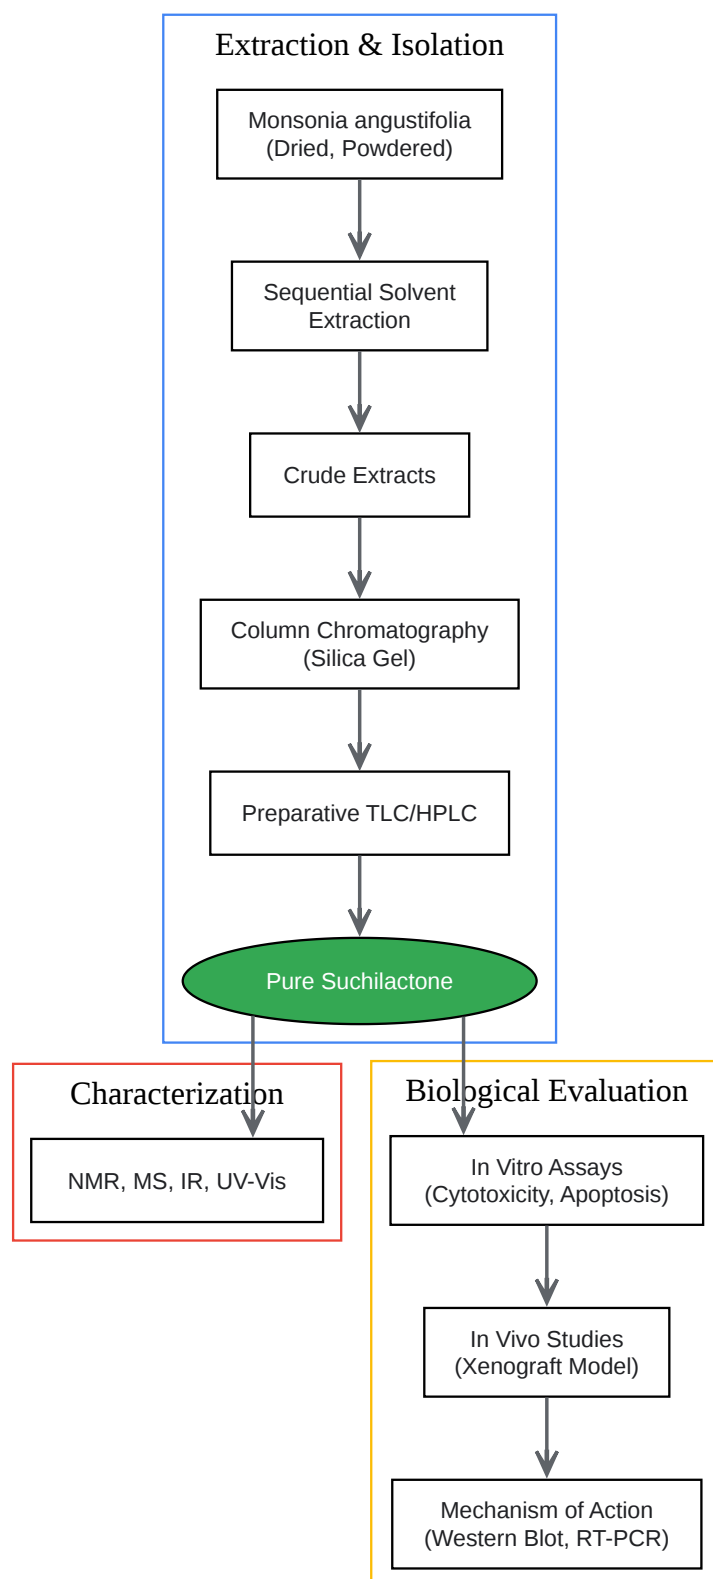 Extraction & Isolation
Monsonia angustifolia
(Dried, Powdered)
Sequential Solvent
Extraction
Crude Extracts
Column Chromatography
(Silica Gel)
Preparative TLC/HPLC
Pure Suchilactone
Characterization
NMR, MS, IR, UV-Vis
Biological Evaluation
In Vitro Assays
(Cytotoxicity, Apoptosis)
In Vivo Studies
(Xenograft Model)
Mechanism of Action
(Western Blot, RT-PCR)